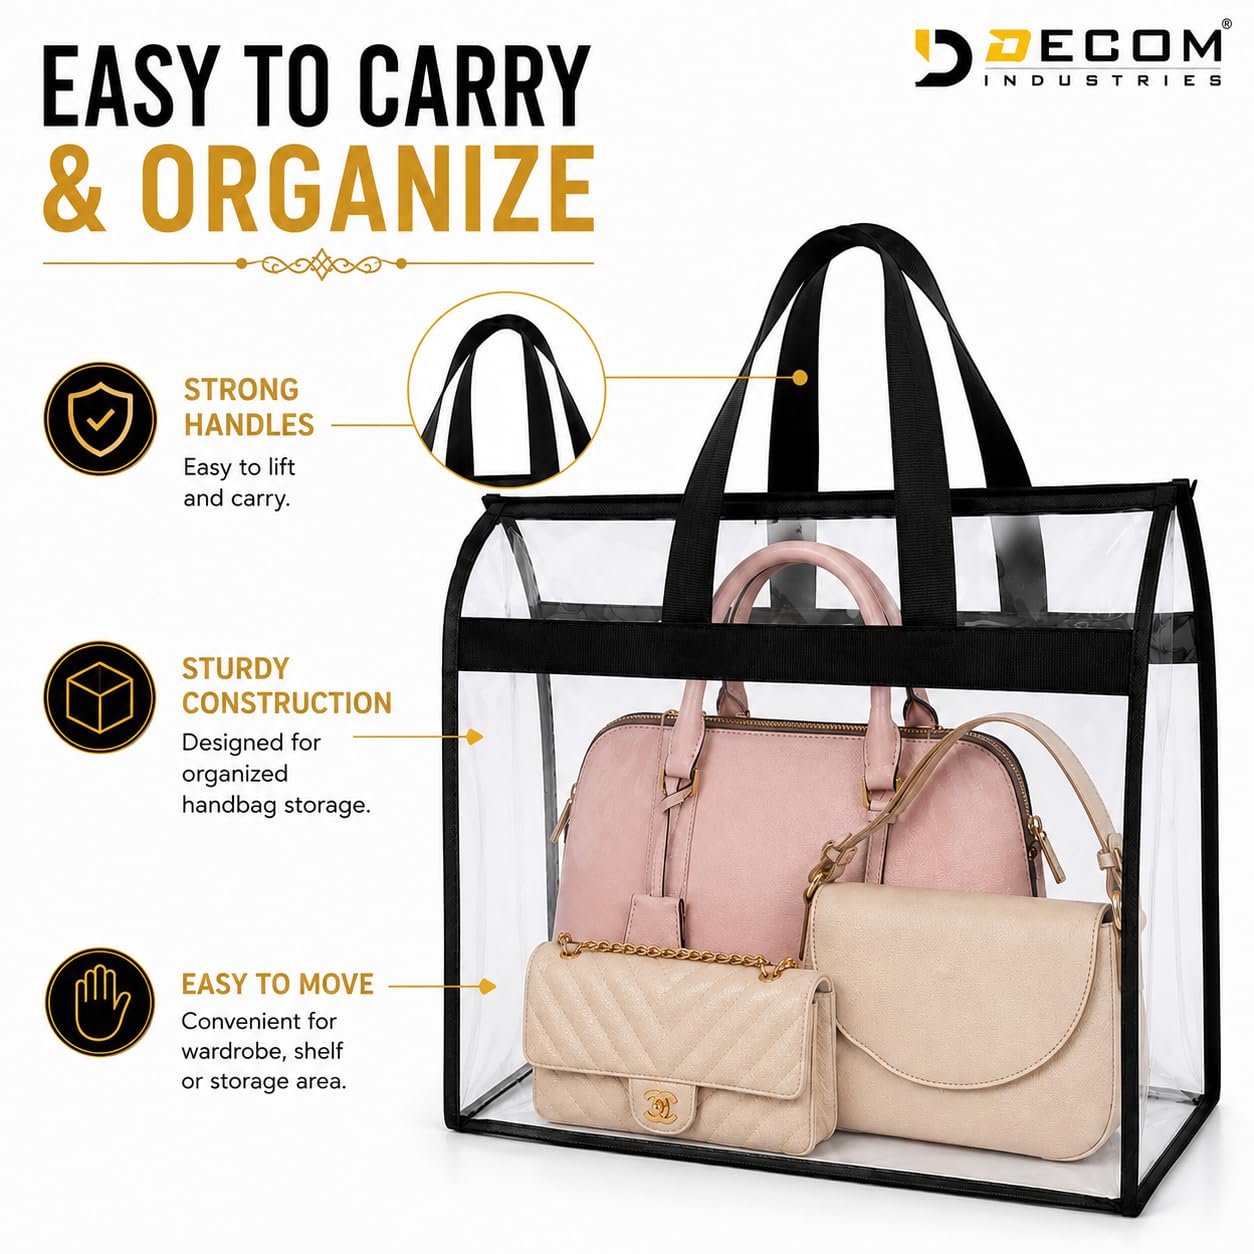 EASY TO CARRY
& ORGANIZE
DECOM®
INDUSTRIES
STRONG
HANDLES
Easy to lift
and carry.
STURDY
CONSTRUCTION
Designed for
organized
handbag storage.
EASY TO MOVE
Convenient for
wardrobe, shelf
or storage area.